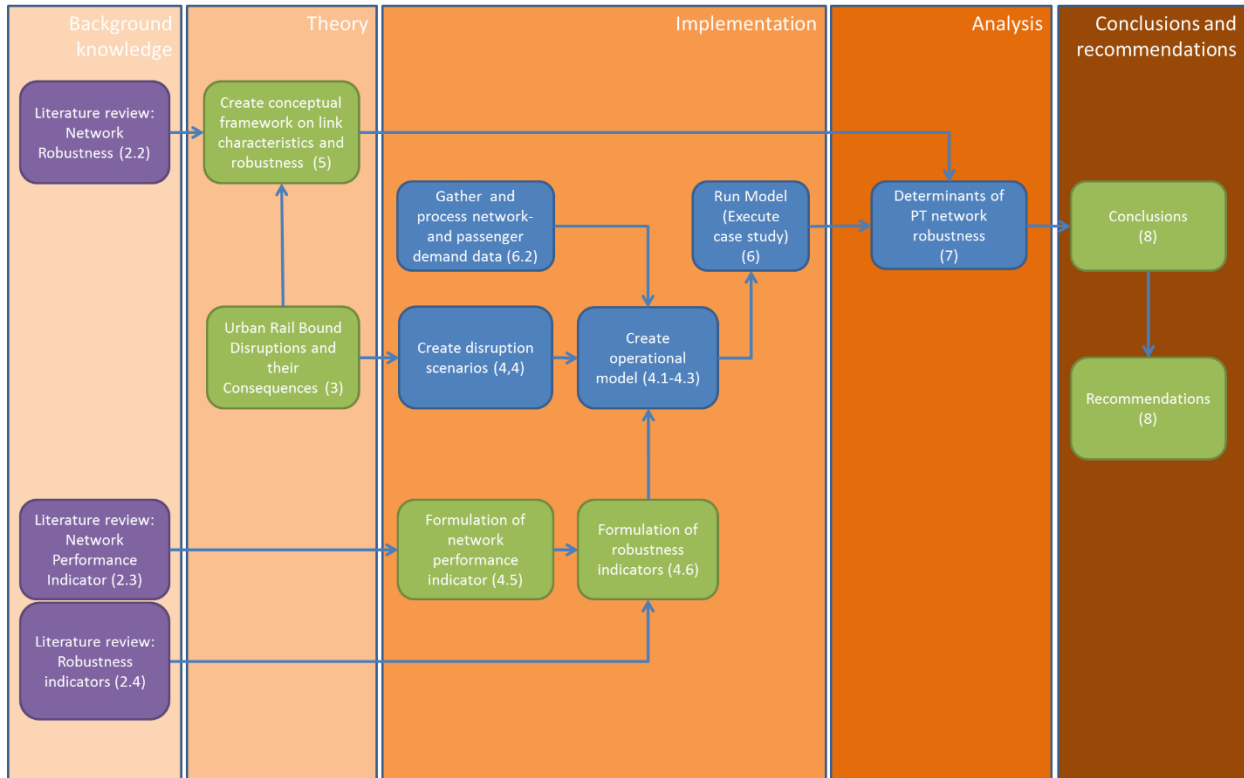 Background
knowledge
Theory
Implementation
Analysis
Conclusions and
recommendations
Literature review:
Network
Robustness (2.2)
Create conceptual
framework on link
characteristics and
robustness (5)
Gather and
process network-
and passenger
demand data (6.2)
Run Model
(Execute
case study)
(6)
Determinants of
PT network
robustness
(7)
Conclusions
(8)
Urban Rail Bound
Disruptions and
their
Consequences (3)
Create disruption
scenarios (4,4)
Create
operational
model (4.1-4.3)
Recommendations
(8)
Literature review:
Network
Performance
Indicator (2.3)
Formulation of
network
performance
indicator (4.5)
Formulation of
robustness
indicators (4.6)
Literature review:
Robustness
indicators (2.4)